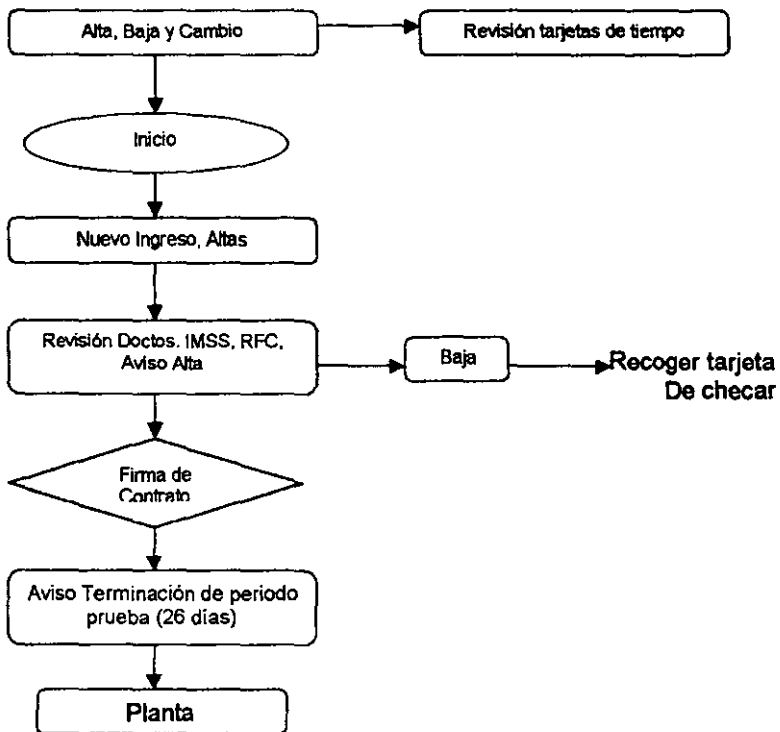 Alta, Baja y Cambio
Revisión tarjetas de tiempo
Inicio
Nuevo Ingreso, Altas
Revisión Doctos. IMSS, RFC,
Aviso Alta
Baja
Recoger tarjeta
De checar
Firma de
Contrato
Aviso Terminación de periodo
prueba (26 días)
Planta